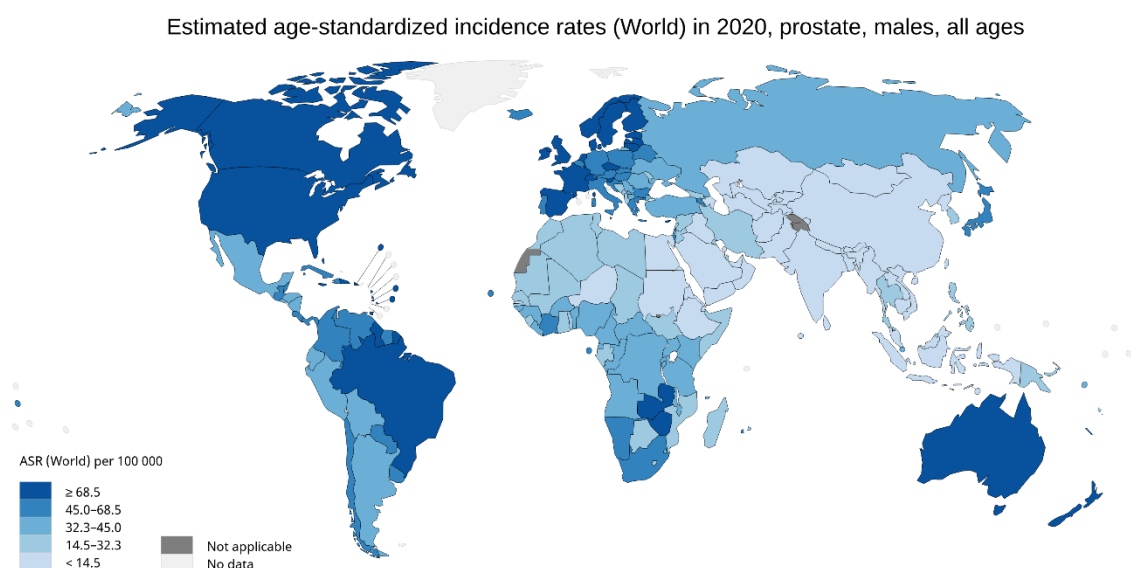 Estimated age-standardized incidence rates (World) in 2020, prostate, males, all ages
ASR (World) per 100 000
≥ 68.5
45.0–68.5
32.3–45.0
14.5–32.3
< 14.5
Not applicable
No data